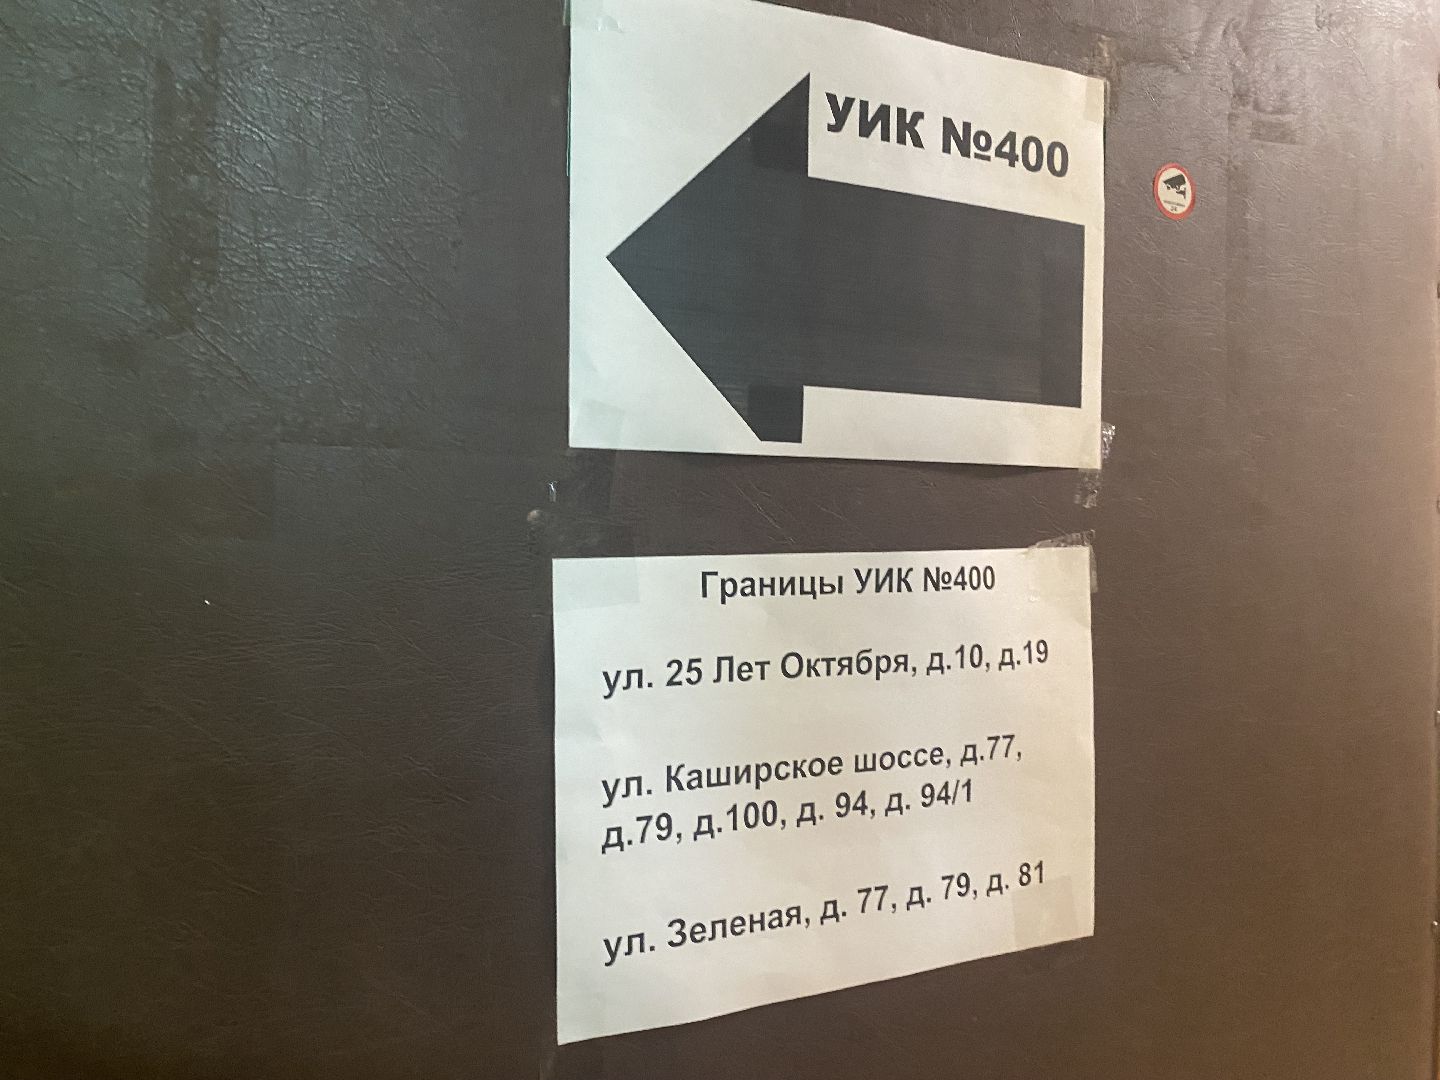 УИК №400
Границы УИК №400
ул. 25 Лет Октября, д.10, д.19
ул. Каширское шоссе, д.77,
д.79, д.100, д. 94, д. 94/1
ул. Зеленая, д. 77, д. 79, д. 81